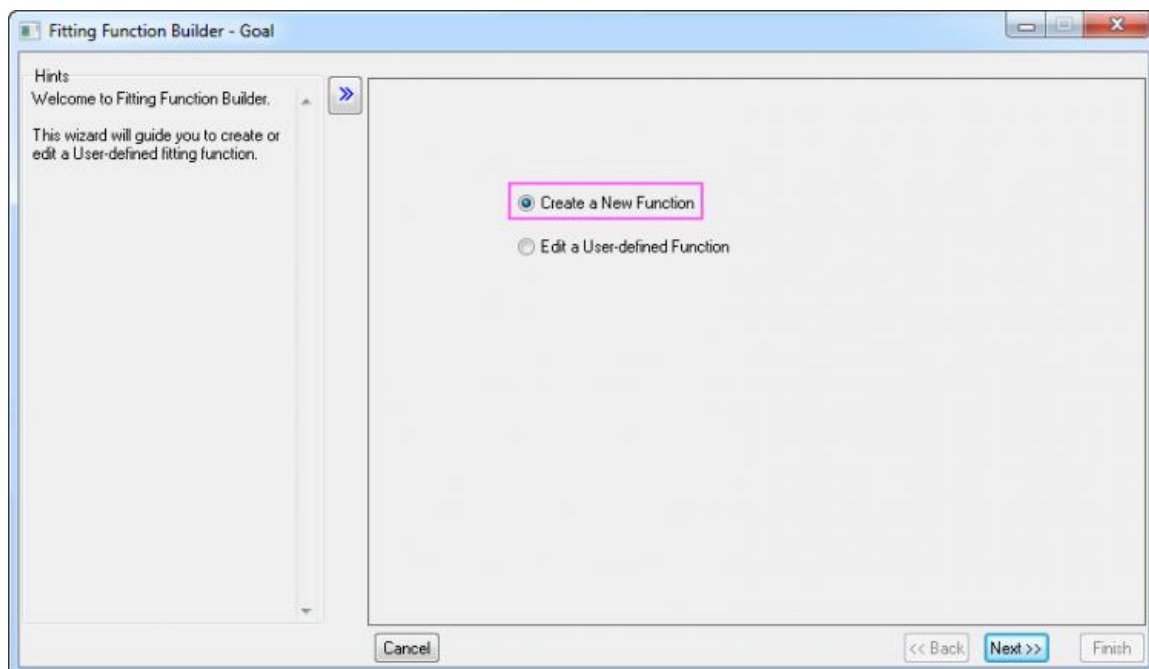 Fitting Function Builder - Goal
Hints
Welcome to Fitting Function Builder.
This wizard will guide you to create or
edit a User-defined fitting function.
Create a New Function
Edit a User-defined Function
Cancel
<< Back
Next >>
Finish